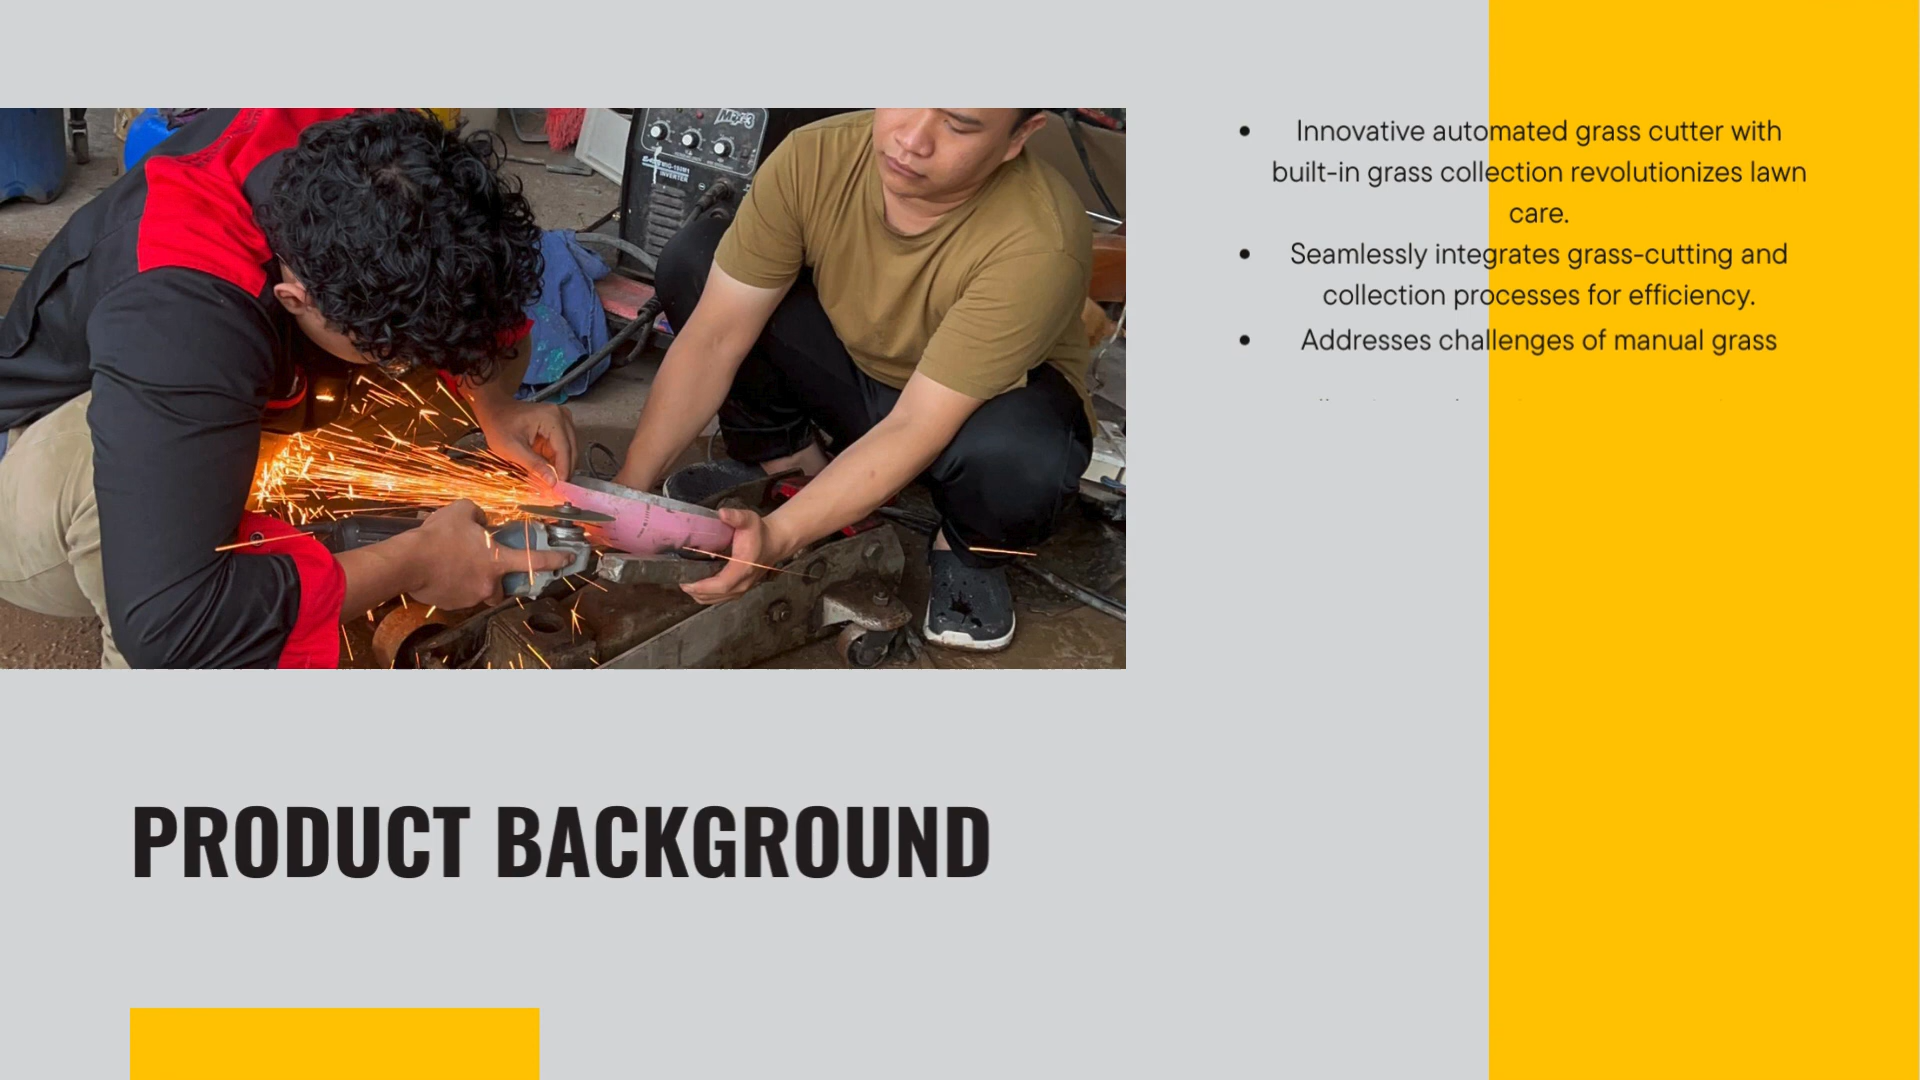 Innovative automated grass cutter with
built-in grass collection revolutionizes lawn
care.
Seamlessly integrates grass-cutting and
collection processes for efficiency.
Addresses challenges of manual grass
PRODUCT BACKGROUND
INVERTER